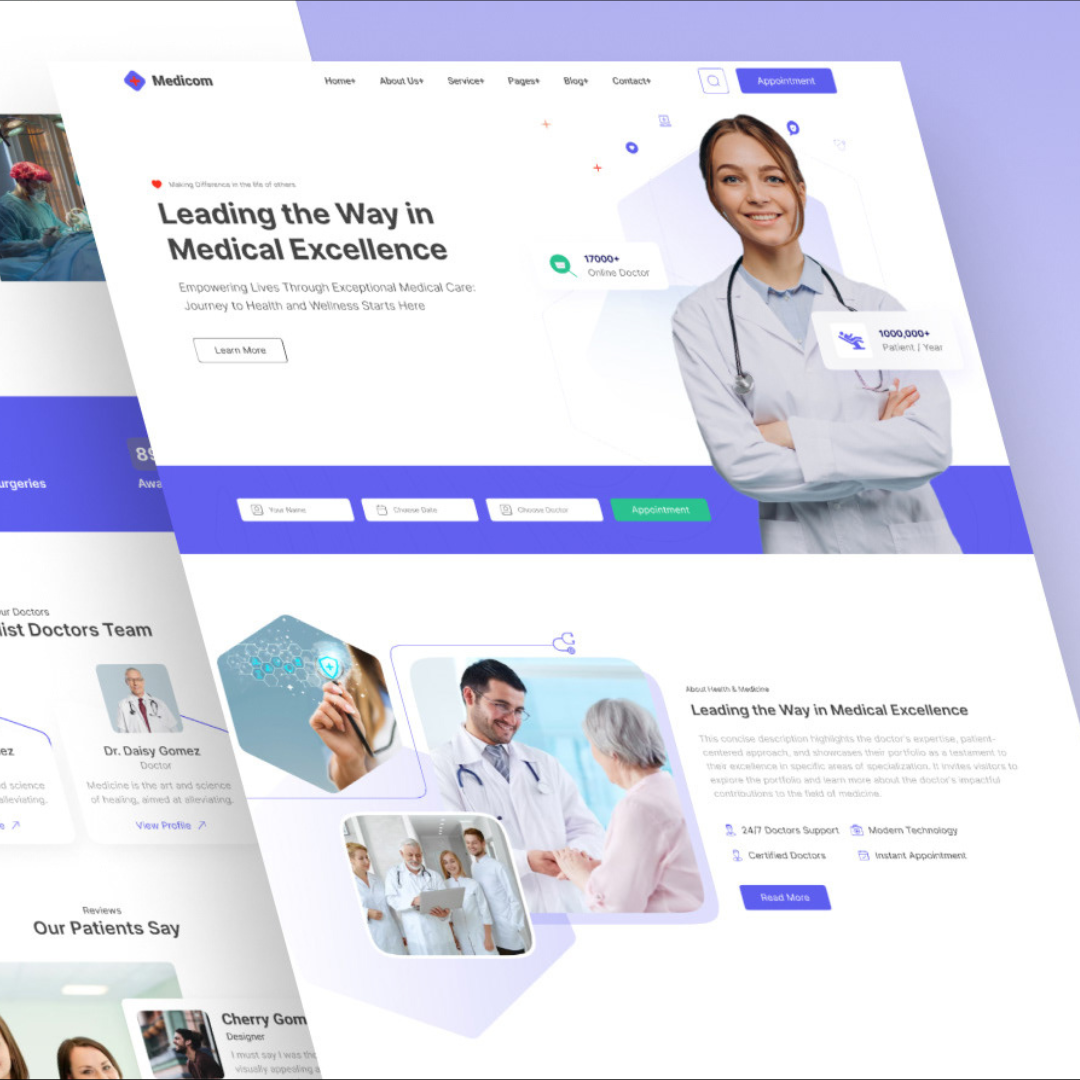 Medicom
Home+ About Us+ Service+ Pages+ Blog+ Contact+
Appointment
Making Difference in the life of others
Leading the Way in
Medical Excellence
Empowering Lives Through Exceptional Medical Care:
Journey to Health and Wellness Starts Here
Learn More
17000+
Online Doctor
1000,000+
Patient / Year
Your Name
Choose Date
Choose Doctor
Appointment
About Health & Medicine
Leading the Way in Medical Excellence
This concise description highlights the doctor's expertise, patient-
centered approach, and showcases their portfolio as a testament to
their excellence in specific areas of specialization. It invites visitors to
explore the portfolio and learn more about the doctor's impactful
contributions to the field of medicine.
24/7 Doctors Support Modern Technology
Certified Doctors Instant Appointment
Read More
89
urgeries
Awa
ur Doctors
list Doctors Team
ez
d science
alleviating.
e
Dr. Daisy Gomez
Doctor
Medicine is the art and science
of healing, aimed at alleviating.
View Profile
Reviews
Our Patients Say
Cherry Gom
Designer
I must say I was tho
visually appealing a